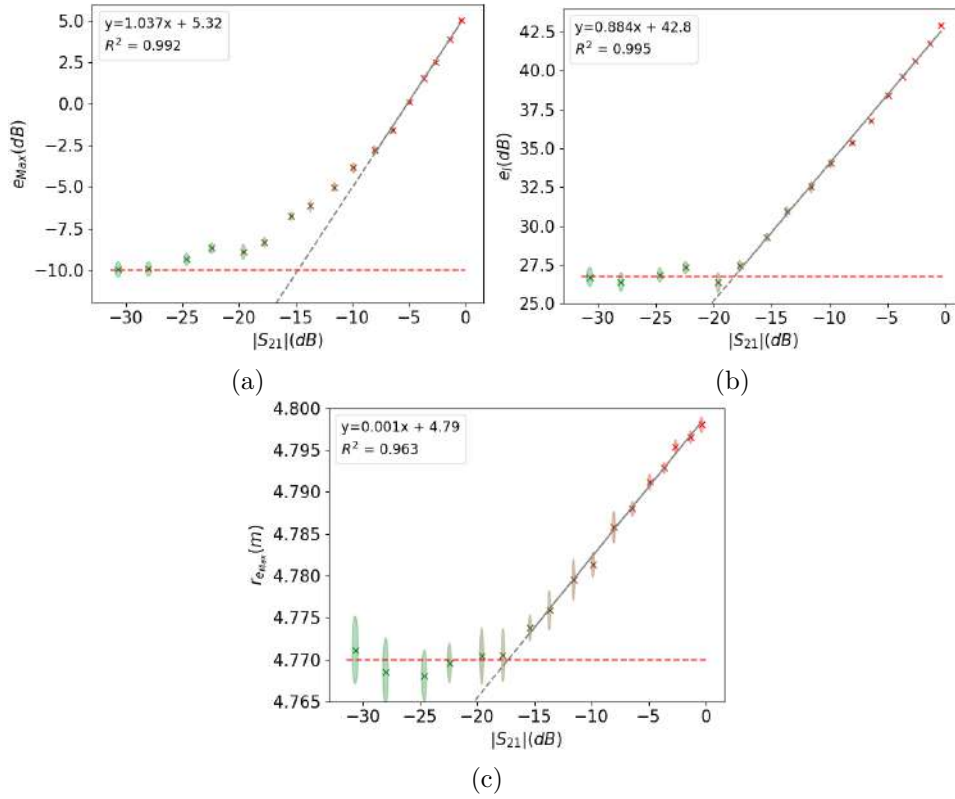 y=1.037x + 5.32
R² = 0.992
5.0
2.5
0.0
−2.5
−5.0
−7.5
−10.0
e_Max(dB)
−30 −25 −20 −15 −10 −5 0
|S₂₁|(dB)
(a)
y=0.884x + 42.8
R² = 0.995
42.5
40.0
37.5
35.0
32.5
30.0
27.5
25.0
e_I(dB)
−30 −25 −20 −15 −10 −5 0
|S₂₁|(dB)
(b)
y=0.001x + 4.79
R² = 0.963
4.800
4.795
4.790
4.785
4.780
4.775
4.770
4.765
r_eMax(m)
−30 −25 −20 −15 −10 −5 0
|S₂₁|(dB)
(c)